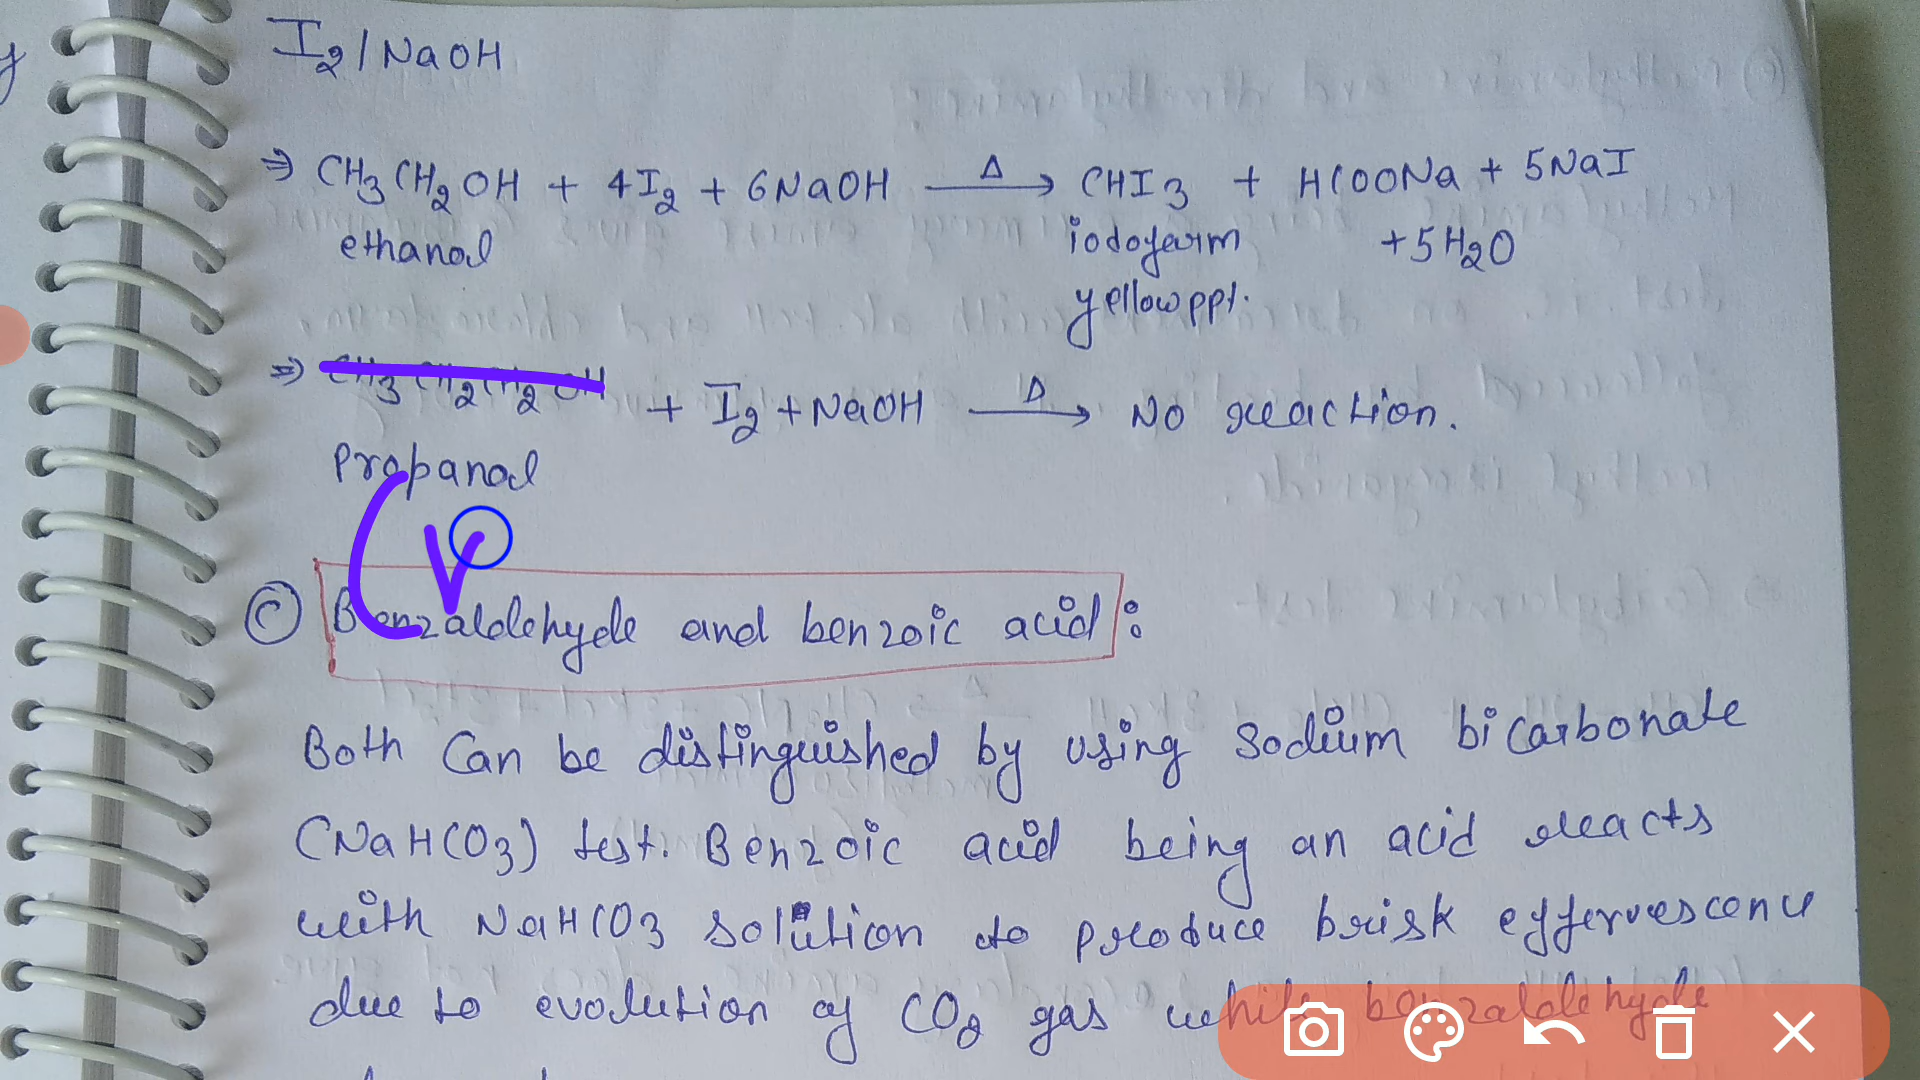 I2/NaOH
⇒ CH3CH2OH + 4I2 + 6NaOH —Δ→ CHI3 + HCOONa + 5NaI
ethanol iodoform +5H2O
yellow ppt.
⇒ CH3CH2CH2OH + I2 + NaOH —Δ→ No reaction.
Propanol
Ⓒ Benzaldehyde and benzoic acid :
Both Can be distinguished by using Sodium bicarbonate
(NaHCO3) test. Benzoic acid being an acid reacts
with NaHCO3 solution to produce brisk effervescence
due to evolution of CO2 gas while benzaldehyde